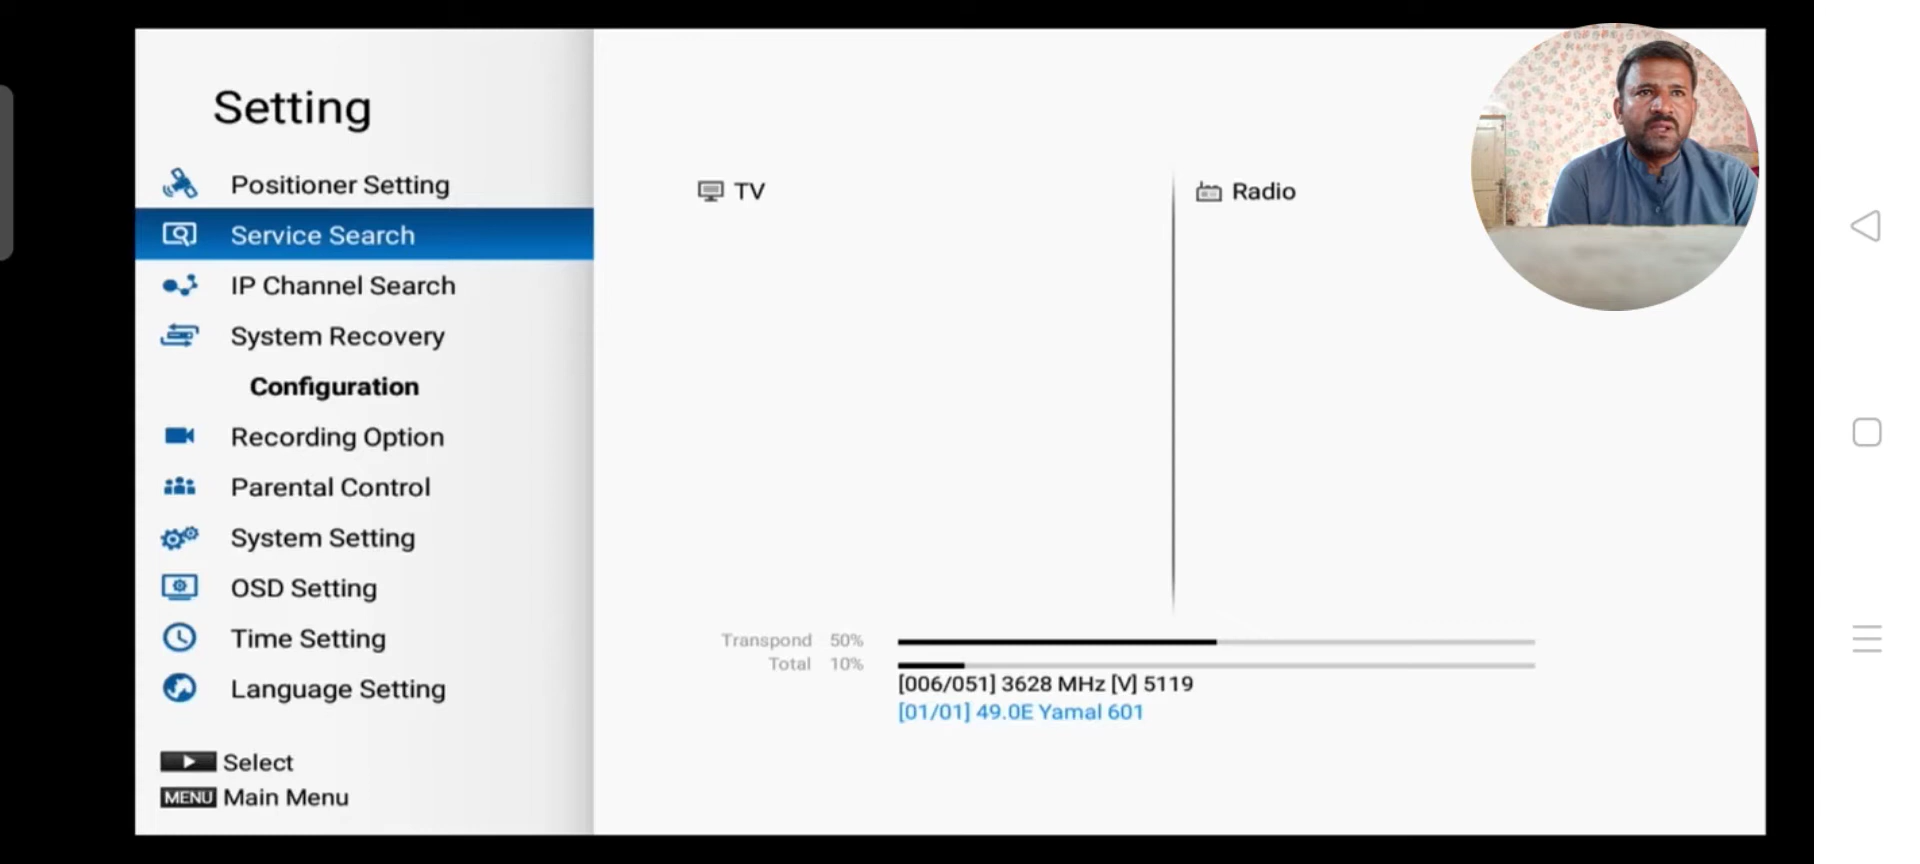 Setting
Positioner Setting
Service Search
IP Channel Search
System Recovery
Configuration
Recording Option
Parental Control
System Setting
OSD Setting
Time Setting
Language Setting
Select
MENU Main Menu
TV
Radio
Transpond 50%
Total 10%
[006/051] 3628 MHz [V] 5119
[01/01] 49.0E Yamal 601